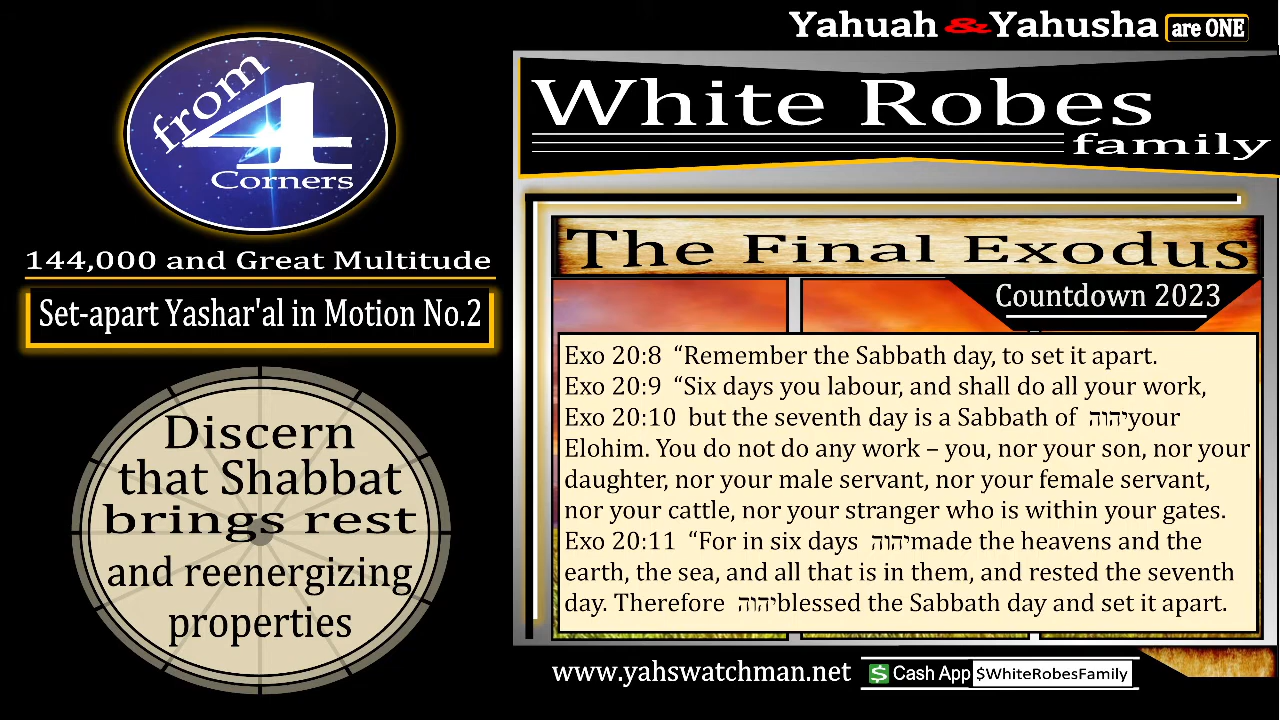 Yahuah & Yahusha are ONE
from
4
Corners
144,000 and Great Multitude
Set-apart Yashar'al in Motion No.2
Discern
that Shabbat
brings rest
and reenergizing
properties
White Robes
family
The Final Exodus
Countdown 2023
Exo 20:8 “Remember the Sabbath day, to set it apart.
Exo 20:9 “Six days you labour, and shall do all your work,
Exo 20:10 but the seventh day is a Sabbath of יהוהyour
Elohim. You do not do any work – you, nor your son, nor your
daughter, nor your male servant, nor your female servant,
nor your cattle, nor your stranger who is within your gates.
Exo 20:11 “For in six days יהוהmade the heavens and the
earth, the sea, and all that is in them, and rested the seventh
day. Therefore יהוהblessed the Sabbath day and set it apart.
www.yahswatchman.net $ Cash App $WhiteRobesFamily